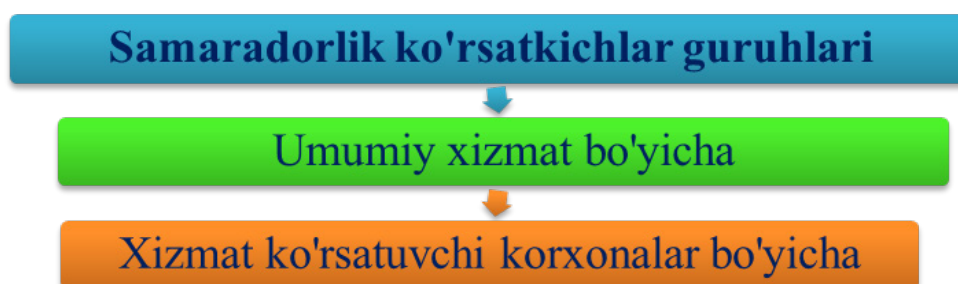 Samaradorlik ko'rsatkichlar guruhlari
Umumiy xizmat bo'yicha
Xizmat ko'rsatuvchi korxonalar bo'yicha